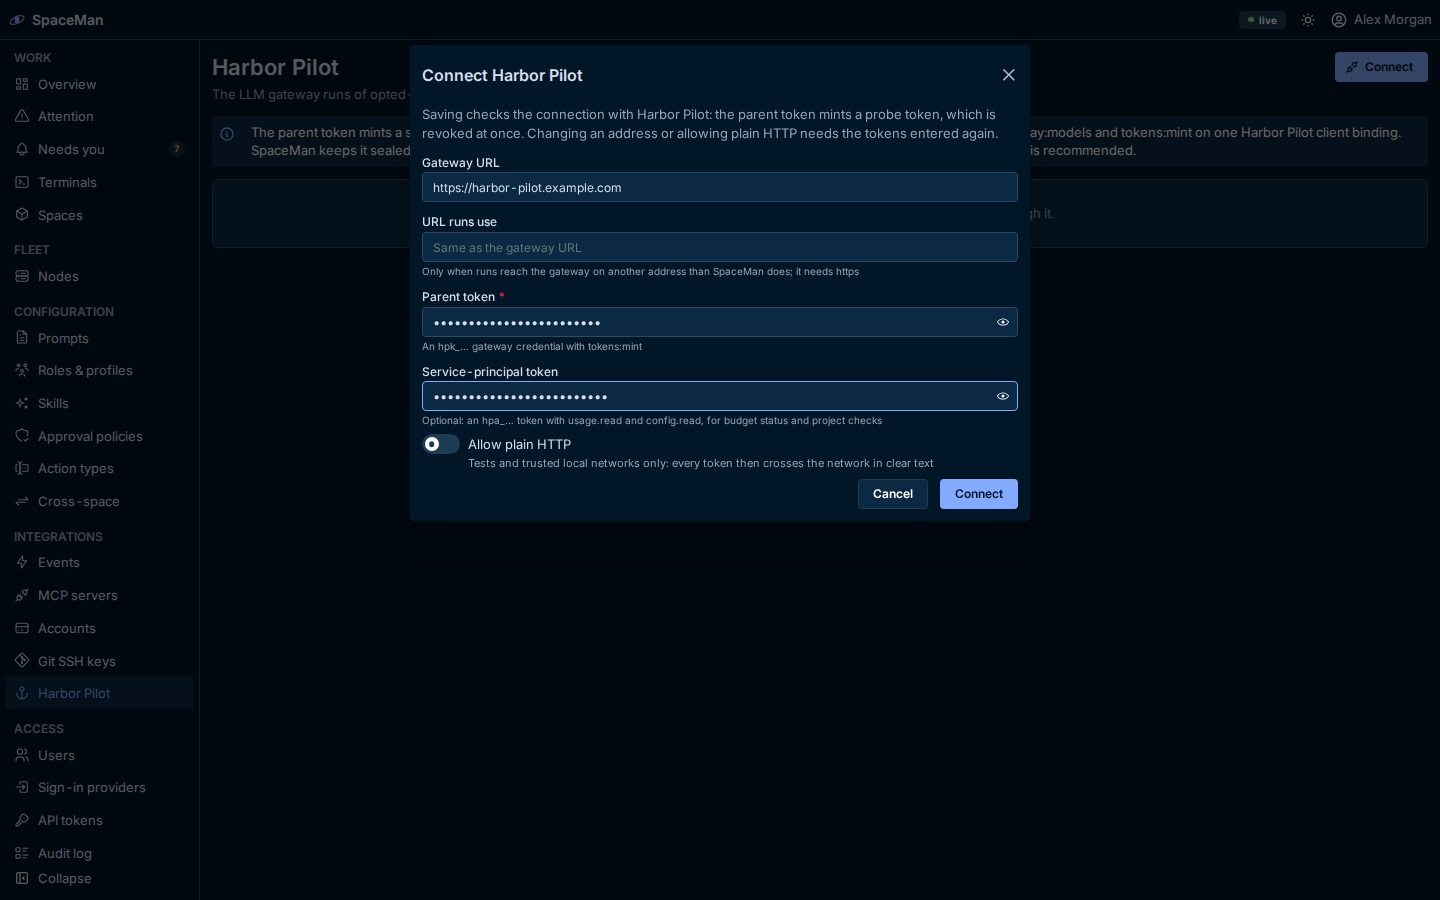 SpaceMan
live
Alex Morgan
WORK
Overview
Attention
Needs you
7
Terminals
Spaces
FLEET
Nodes
CONFIGURATION
Prompts
Roles & profiles
Skills
Approval policies
Action types
Cross-space
INTEGRATIONS
Events
MCP servers
Accounts
Git SSH keys
Harbor Pilot
ACCESS
Users
Sign-in providers
API tokens
Audit log
Collapse
Harbor Pilot
The LLM gateway runs of opted-
Connect
The parent token mints a s
ay:models and tokens:mint on one Harbor Pilot client binding.
SpaceMan keeps it sealed
is recommended.
gh it.
Connect Harbor Pilot
Saving checks the connection with Harbor Pilot: the parent token mints a probe token, which is
revoked at once. Changing an address or allowing plain HTTP needs the tokens entered again.
Gateway URL
https://harbor-pilot.example.com
URL runs use
Same as the gateway URL
Only when runs reach the gateway on another address than SpaceMan does; it needs https
Parent token *
••••••••••••••••••••••••
An hpk_... gateway credential with tokens:mint
Service-principal token
•••••••••••••••••••••••••
Optional: an hpa_... token with usage.read and config.read, for budget status and project checks
Allow plain HTTP
Tests and trusted local networks only: every token then crosses the network in clear text
Cancel
Connect